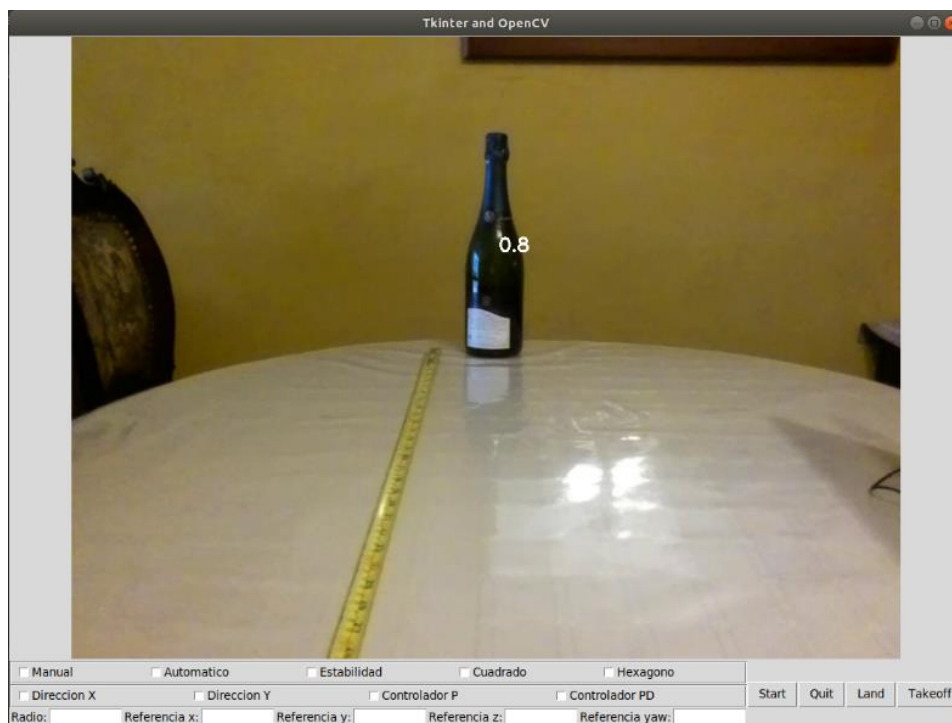 Tkinter and OpenCV
0.8
Manual Automatico Estabilidad Cuadrado Hexagono
Direccion X Direccion Y Controlador P Controlador PD Start Quit Land Takeoff
Radio: Referencia x: Referencia y: Referencia z: Referencia yaw: